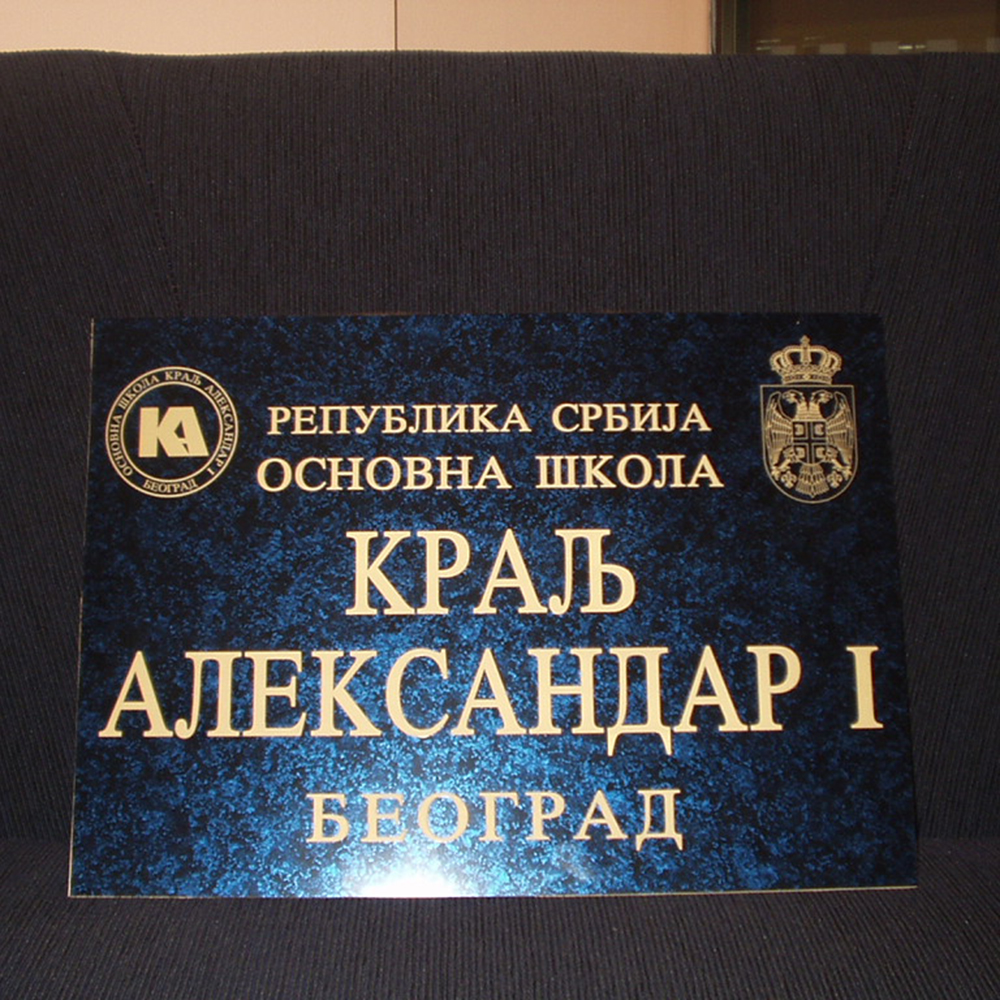 ОСНОВНА ШКОЛА КРАЉ АЛЕКСАНДАР I
БЕОГРАД
КА
РЕПУБЛИКА СРБИЈА
ОСНОВНА ШКОЛА
КРАЉ
АЛЕКСАНДАР I
БЕОГРАД